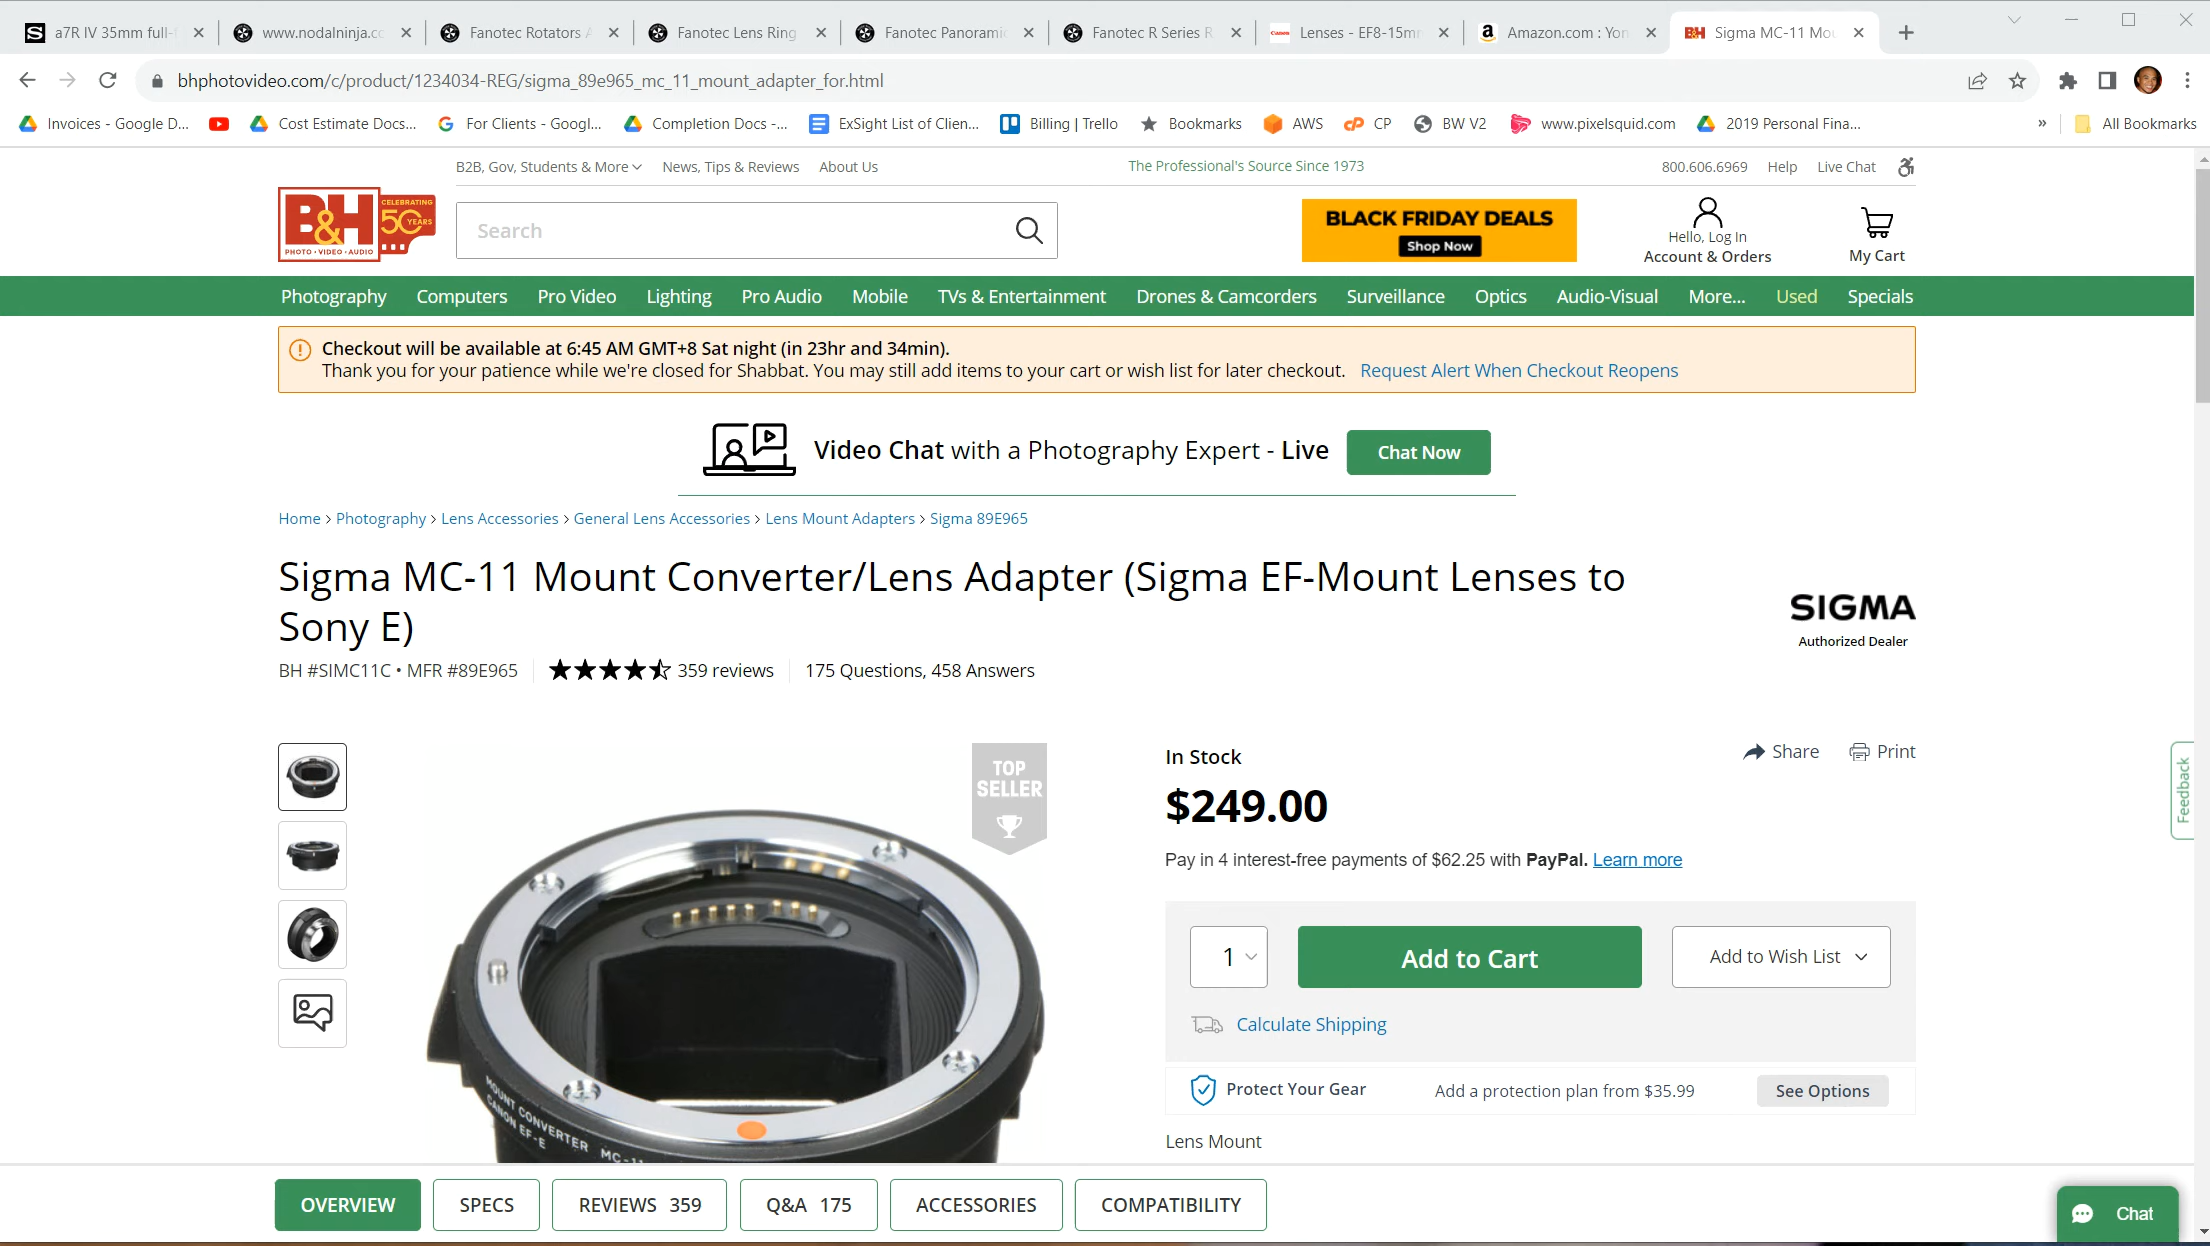 a7R IV 35mm full-f
www.nodalninja.cc
Fanotec Rotators A
Fanotec Lens Ring
Fanotec Panoramic
Fanotec R Series R
Lenses - EF8-15mm
Amazon.com : Yon
Sigma MC-11 Mou
bhphotovideo.com/c/product/1234034-REG/sigma_89e965_mc_11_mount_adapter_for.html
Invoices - Google D...
Cost Estimate Docs...
For Clients - Googl...
Completion Docs -...
ExSight List of Clien...
Billing | Trello
Bookmarks
AWS
CP
BW V2
www.pixelsquid.com
2019 Personal Fina...
»
All Bookmarks
B2B, Gov, Students & More
News, Tips & Reviews
About Us
The Professional's Source Since 1973
800.606.6969
Help
Live Chat
B&H
PHOTO • VIDEO • AUDIO
CELEBRATING
50 YEARS
Search
BLACK FRIDAY DEALS
Shop Now
Hello, Log In
Account & Orders
My Cart
Photography Computers Pro Video Lighting Pro Audio Mobile TVs & Entertainment Drones & Camcorders Surveillance Optics Audio-Visual More... Used Specials
Checkout will be available at 6:45 AM GMT+8 Sat night (in 23hr and 34min).
Thank you for your patience while we're closed for Shabbat. You may still add items to your cart or wish list for later checkout. Request Alert When Checkout Reopens
Video Chat with a Photography Expert - Live
Chat Now
Home › Photography › Lens Accessories › General Lens Accessories › Lens Mount Adapters › Sigma 89E965
Sigma MC-11 Mount Converter/Lens Adapter (Sigma EF-Mount Lenses to
Sony E)
SIGMA
Authorized Dealer
BH #SIMC11C • MFR #89E965
359 reviews
175 Questions, 458 Answers
TOP
SELLER
In Stock
Share
Print
$249.00
Feedback
Pay in 4 interest-free payments of $62.25 with PayPal. Learn more
1
Add to Cart
Add to Wish List
Calculate Shipping
Protect Your Gear
Add a protection plan from $35.99
See Options
Lens Mount
MOUNT CONVERTER MC-11
CANON EF-E
OVERVIEW
SPECS
REVIEWS 359
Q&A 175
ACCESSORIES
COMPATIBILITY
Chat